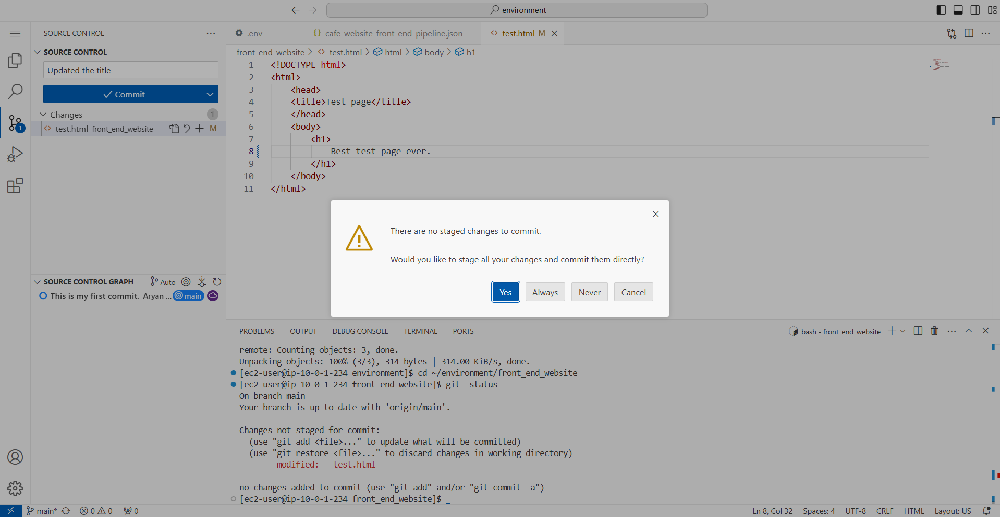 environment
SOURCE CONTROL
SOURCE CONTROL
Updated the title
Commit
Changes 1
test.html front_end_website M
1
SOURCE CONTROL GRAPH Auto
This is my first commit. Aryan ... main
.env
cafe_website_front_end_pipeline.json
test.html M
front_end_website > test.html > html > body > h1
1 <!DOCTYPE html>
2 <html>
3 <head>
4 <title>Test page</title>
5 </head>
6 <body>
7 <h1>
8 Best test page ever.
9 </h1>
10 </body>
11 </html>
There are no staged changes to commit.
Would you like to stage all your changes and commit them directly?
Yes Always Never Cancel
PROBLEMS OUTPUT DEBUG CONSOLE TERMINAL PORTS
bash - front_end_website
remote: Counting objects: 3, done.
Unpacking objects: 100% (3/3), 314 bytes | 314.00 KiB/s, done.
[ec2-user@ip-10-0-1-234 environment]$ cd ~/environment/front_end_website
[ec2-user@ip-10-0-1-234 front_end_website]$ git  status
On branch main
Your branch is up to date with 'origin/main'.
Changes not staged for commit:
(use "git add <file>..." to update what will be committed)
(use "git restore <file>..." to discard changes in working directory)
modified:   test.html
no changes added to commit (use "git add" and/or "git commit -a")
[ec2-user@ip-10-0-1-234 front_end_website]$
main* 0 0 0
Ln 8, Col 32 Spaces: 4 UTF-8 CRLF HTML Layout: US